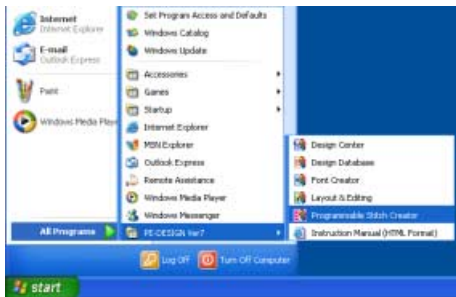 Internet
Internet Explorer
E-mail
Outlook Express
Paint
Windows Media Player
All Programs
Set Program Access and Defaults
Windows Catalog
Windows Update
Accessories
Games
Startup
Internet Explorer
MSN Explorer
Outlook Express
Remote Assistance
Windows Media Player
Windows Messenger
PE-DESIGN Ver7
Design Center
Design Database
Font Creator
Layout & Editing
Programmable Stitch Creator
Instruction Manual (HTML Format)
Log Off
Turn Off Computer
start